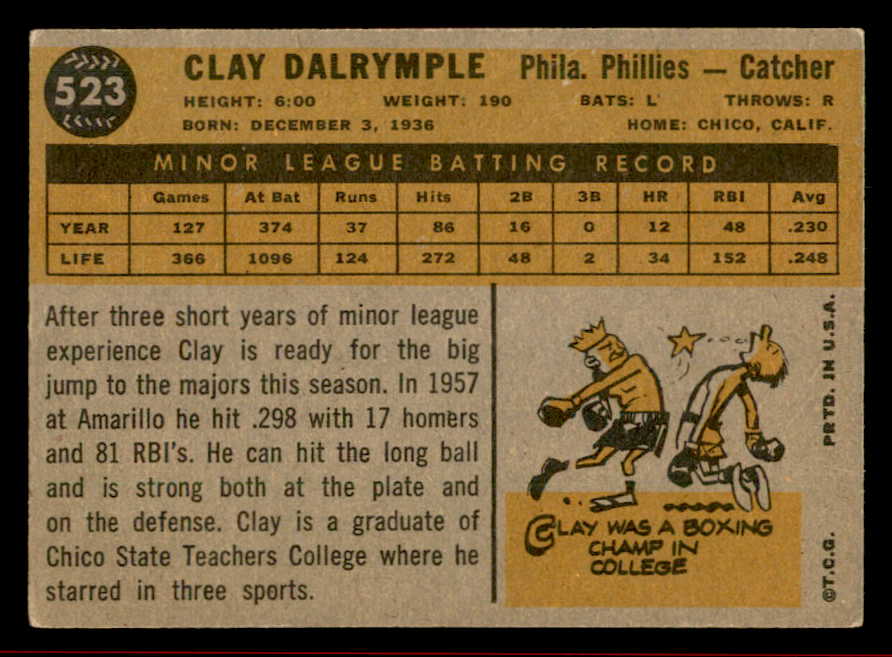 523
CLAY DALRYMPLE Phila. Phillies — Catcher
HEIGHT: 6:00 WEIGHT: 190 BATS: L THROWS: R
BORN: DECEMBER 3, 1936 HOME: CHICO, CALIF.
MINOR LEAGUE BATTING RECORD
Games At Bat Runs Hits 2B 3B HR RBI Avg
YEAR 127 374 37 86 16 0 12 48 .230
LIFE 366 1096 124 272 48 2 34 152 .248
After three short years of minor league
experience Clay is ready for the big
jump to the majors this season. In 1957
at Amarillo he hit .298 with 17 homers
and 81 RBI's. He can hit the long ball
and is strong both at the plate and
on the defense. Clay is a graduate of
Chico State Teachers College where he
starred in three sports.
CLAY WAS A BOXING
CHAMP IN
COLLEGE
©T.C.G. PRTD. IN U.S.A.